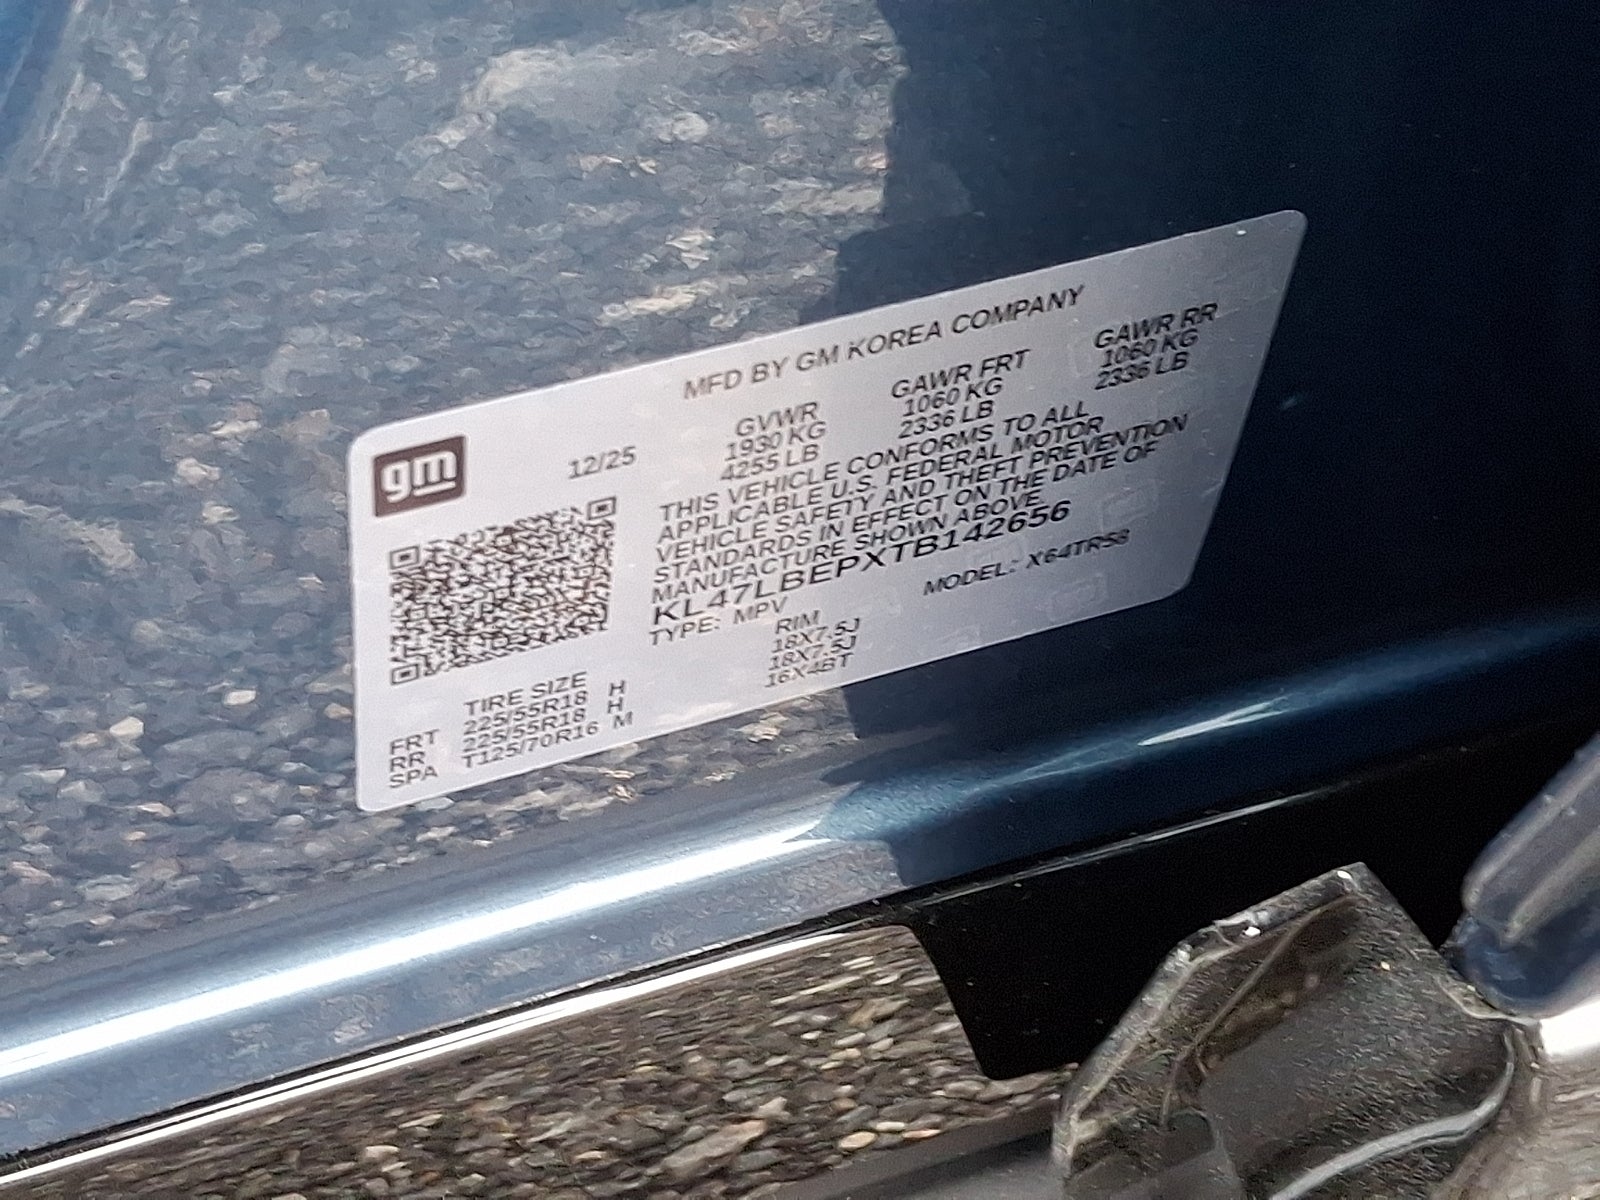 MFD BY GM KOREA COMPANY
gm
12/25
GVWR
1930 KG
4255 LB
GAWR FRT
1060 KG
2336 LB
GAWR RR
1060 KG
2336 LB
THIS VEHICLE CONFORMS TO ALL
APPLICABLE U.S. FEDERAL MOTOR
VEHICLE SAFETY AND THEFT PREVENTION
STANDARDS IN EFFECT ON THE DATE OF
MANUFACTURE SHOWN ABOVE.
KL47LBEPXTB142656
TYPE: MPV
MODEL: X64TR58
TIRE SIZE RIM
FRT 225/55R18 H 18X7.5J
RR 225/55R18 H 18X7.5J
SPA T125/70R16 M 16X4BT